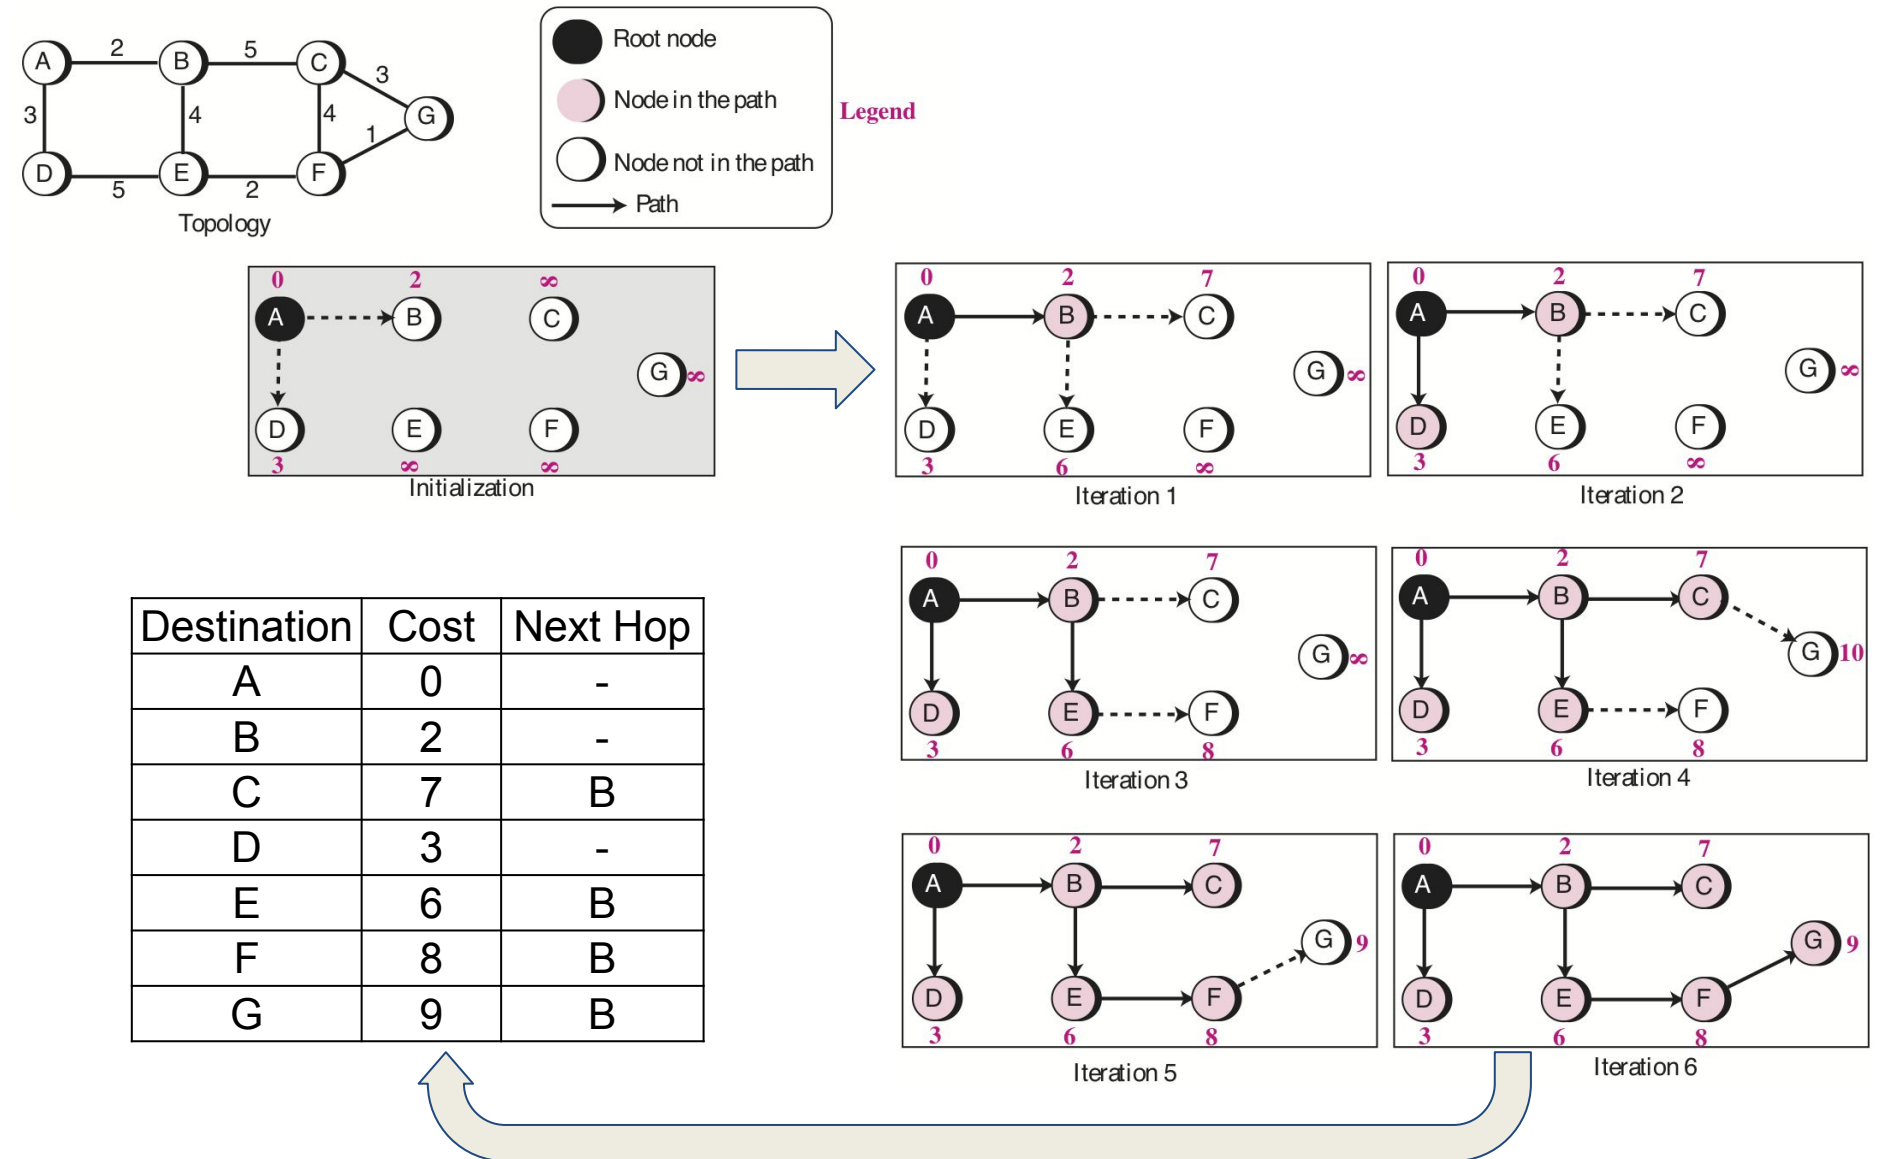 A 2 B 5 C
3
3 4 4 G
1
D 5 E 2 F
Topology
Root node
Node in the path
Node not in the path
Path
Legend
0 2 ∞
A B C
G ∞
D E F
3 ∞ ∞
Initialization
0 2 7
A B C
G ∞
D E F
3 6 ∞
Iteration 1
0 2 7
A B C
G ∞
D E F
3 6 ∞
Iteration 2
0 2 7
A B C
G ∞
D E F
3 6 8
Iteration 3
0 2 7
A B C
G 10
D E F
3 6 8
Iteration 4
0 2 7
A B C
G 9
D E F
3 6 8
Iteration 5
0 2 7
A B C
G 9
D E F
3 6 8
Iteration 6
Destination Cost Next Hop
A 0 -
B 2 -
C 7 B
D 3 -
E 6 B
F 8 B
G 9 B